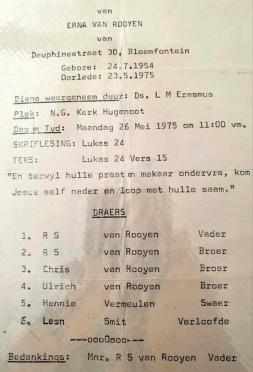 van
ERNA VAN ROOYEN
van
Dauphinestraat 30, Bloemfontein
Gebore: 24.7.1954
Oorlede: 23.5.1975
Diens waargeneem deur: Ds. L M Erasmus
Plek: N.G. Kerk Hugenoot
Dag en Tyd: Maandag 26 Mei 1975 om 11:00 vm.
SKRIFLESING: Lukas 24
TEKS: Lukas 24 Vers 15
"En terwyl hulle praat en makaar ondervra, kom
Jesus self nader en loop met hulle saam."
DRAERS
1. R S van Rooyen Vader
2. R S van Rooyen Broer
3. Chris van Rooyen Broer
4. Ulrich van Rooyen Broer
5. Hennie Vermeulen Swaer
6. Leon Smit Verloofde
---oooOooo---
Bedankings: Mnr. R S van Rooyen Vader